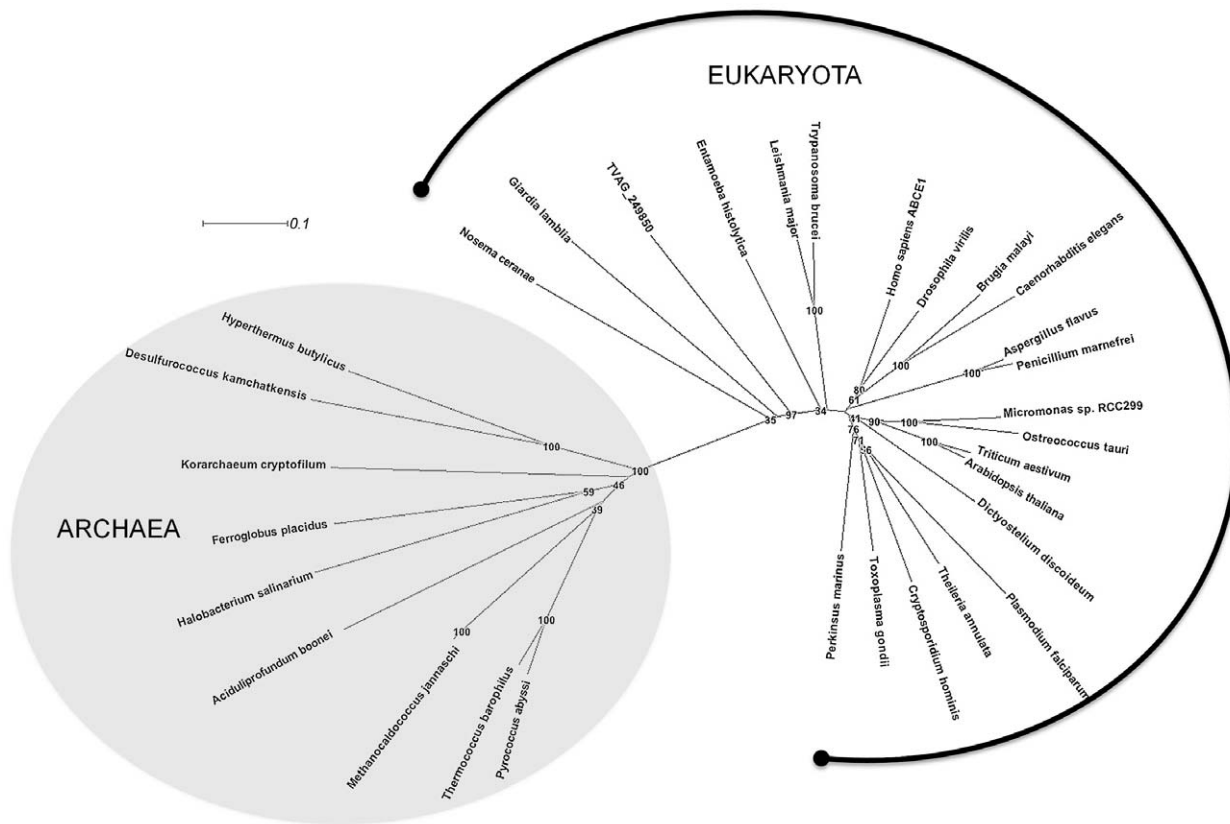 EUKARYOTA
0.1
Nosema ceranae
Giardia lamblia
TVAG_249850
Entamoeba histolytica
Leishmania major
Trypanosoma brucei
100
Homo sapiens ABCE1
Drosophila virilis
Brugia malayi
Caenorhabditis elegans
100
80
61
Aspergillus flavus
Penicillium marnefrei
100
Micromonas sp. RCC299
Ostreococcus tauri
100
90
41
Triticum aestivum
Arabidopsis thaliana
100
Dictyostelium discoideum
76
71
56
Plasmodium falciparum
Theileria annulata
Cryptosporidium hominis
Toxoplasma gondii
Perkinsus marinus
35
97
34
ARCHAEA
Hyperthermus butylicus
Desulfurococcus kamchatkensis
100
100
Korarchaeum cryptofilum
46
59
39
Ferroglobus placidus
Halobacterium salinarium
Aciduliprofundum boonei
Methanocaldococcus jannaschi
100
Thermococcus barophilus
Pyrococcus abyssi
100